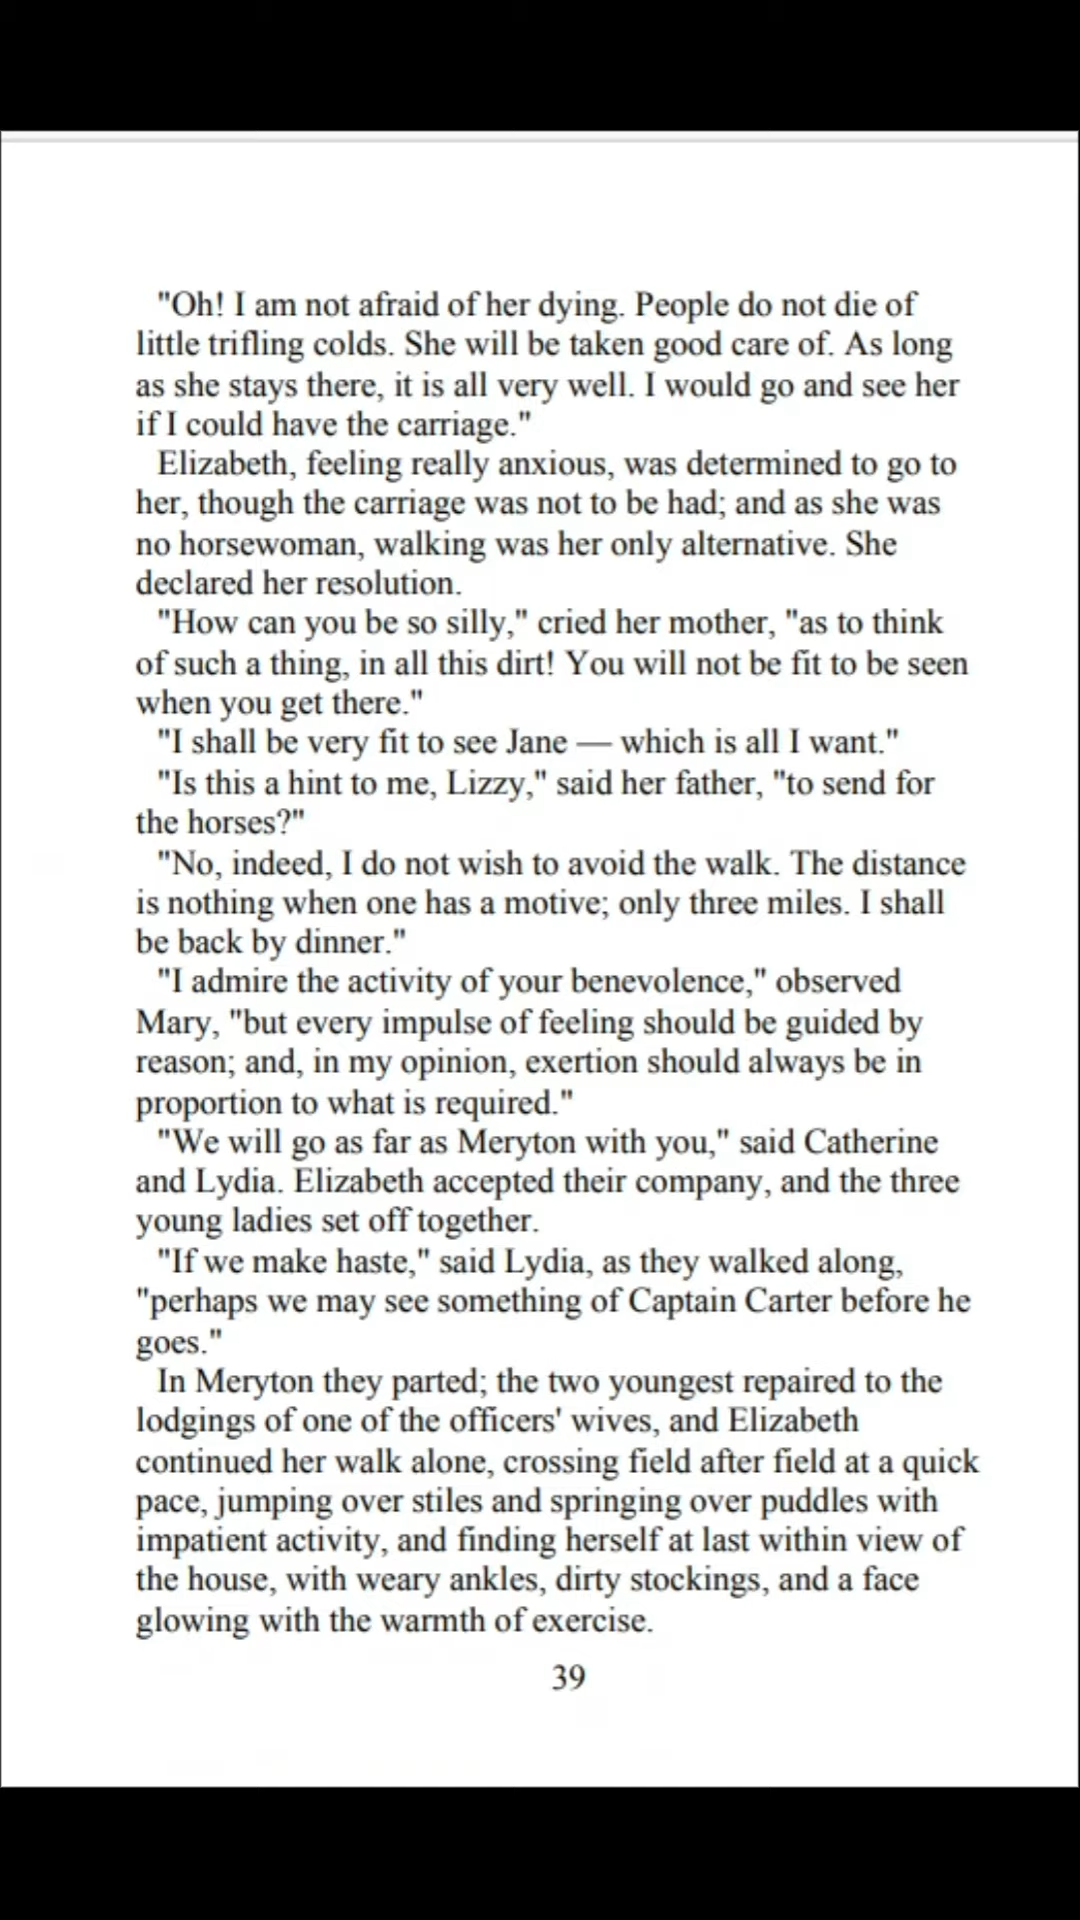 "Oh! I am not afraid of her dying. People do not die of
little trifling colds. She will be taken good care of. As long
as she stays there, it is all very well. I would go and see her
if I could have the carriage."
Elizabeth, feeling really anxious, was determined to go to
her, though the carriage was not to be had; and as she was
no horsewoman, walking was her only alternative. She
declared her resolution.
"How can you be so silly," cried her mother, "as to think
of such a thing, in all this dirt! You will not be fit to be seen
when you get there."
"I shall be very fit to see Jane — which is all I want."
"Is this a hint to me, Lizzy," said her father, "to send for
the horses?"
"No, indeed, I do not wish to avoid the walk. The distance
is nothing when one has a motive; only three miles. I shall
be back by dinner."
"I admire the activity of your benevolence," observed
Mary, "but every impulse of feeling should be guided by
reason; and, in my opinion, exertion should always be in
proportion to what is required."
"We will go as far as Meryton with you," said Catherine
and Lydia. Elizabeth accepted their company, and the three
young ladies set off together.
"If we make haste," said Lydia, as they walked along,
"perhaps we may see something of Captain Carter before he
goes."
In Meryton they parted; the two youngest repaired to the
lodgings of one of the officers' wives, and Elizabeth
continued her walk alone, crossing field after field at a quick
pace, jumping over stiles and springing over puddles with
impatient activity, and finding herself at last within view of
the house, with weary ankles, dirty stockings, and a face
glowing with the warmth of exercise.
39